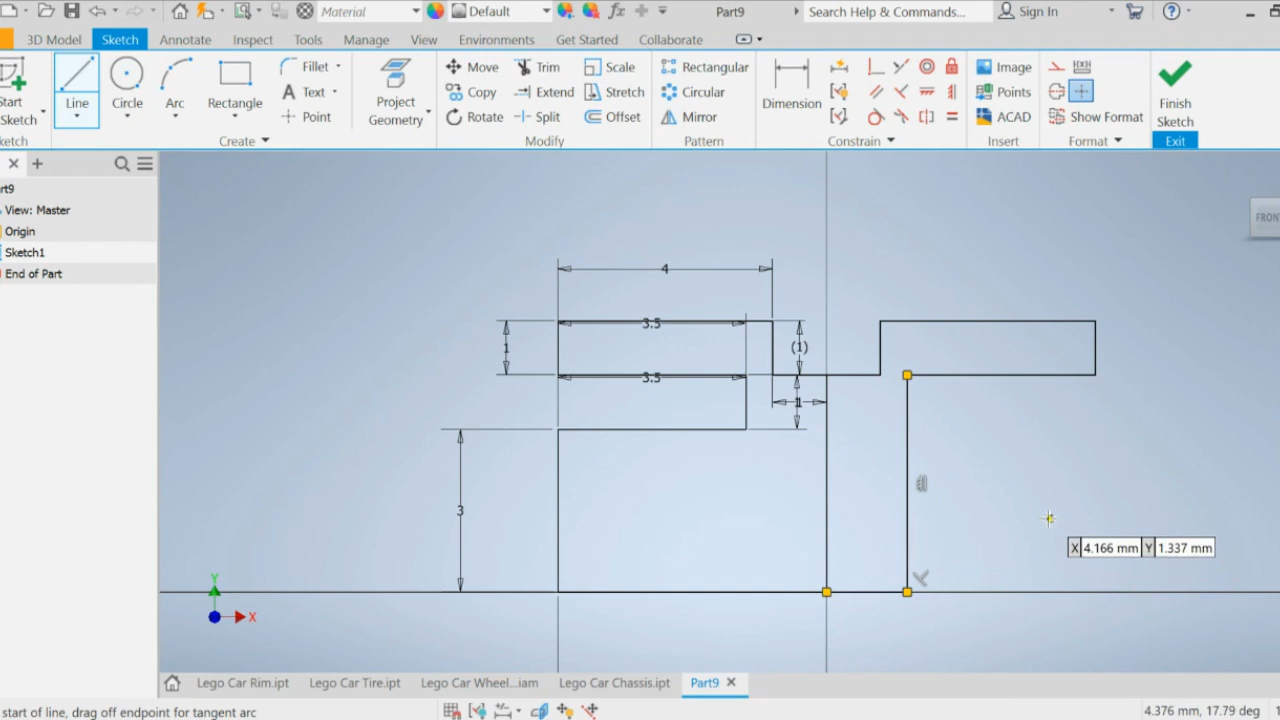 Material
Default
Part9
Search Help & Commands...
Sign In
3D Model
Sketch
Annotate
Inspect
Tools
Manage
View
Environments
Get Started
Collaborate
Start
Sketch
Line
Circle
Arc
Rectangle
Fillet
Text
Point
Project
Geometry
Move
Trim
Scale
Copy
Extend
Stretch
Rotate
Split
Offset
Rectangular
Circular
Mirror
Dimension
Image
Points
ACAD
Show Format
Finish
Sketch
ketch
Create
Modify
Pattern
Constrain
Insert
Format
Exit
rt9
View: Master
Origin
Sketch1
End of Part
FRON
4
3.5
1
(1)
3.5
1
3
X 4.166 mm Y 1.337 mm
Y
X
Lego Car Rim.ipt
Lego Car Tire.ipt
Lego Car Wheel...iam
Lego Car Chassis.ipt
Part9
start of line, drag off endpoint for tangent arc
4.376 mm, 17.79 deg